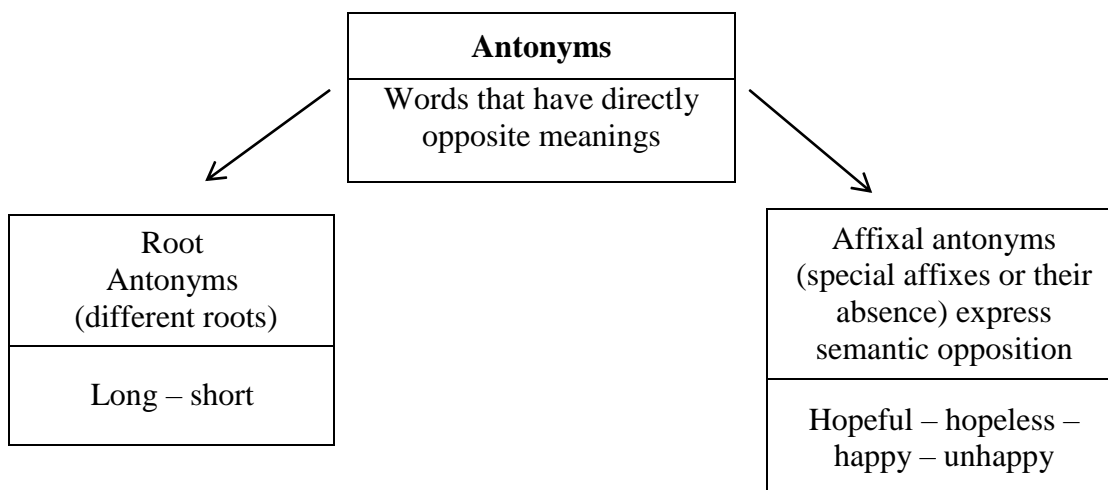 Antonyms
Words that have directly
opposite meanings
Root
Antonyms
(different roots)
Long – short
Affixal antonyms
(special affixes or their
absence) express
semantic opposition
Hopeful – hopeless –
happy – unhappy